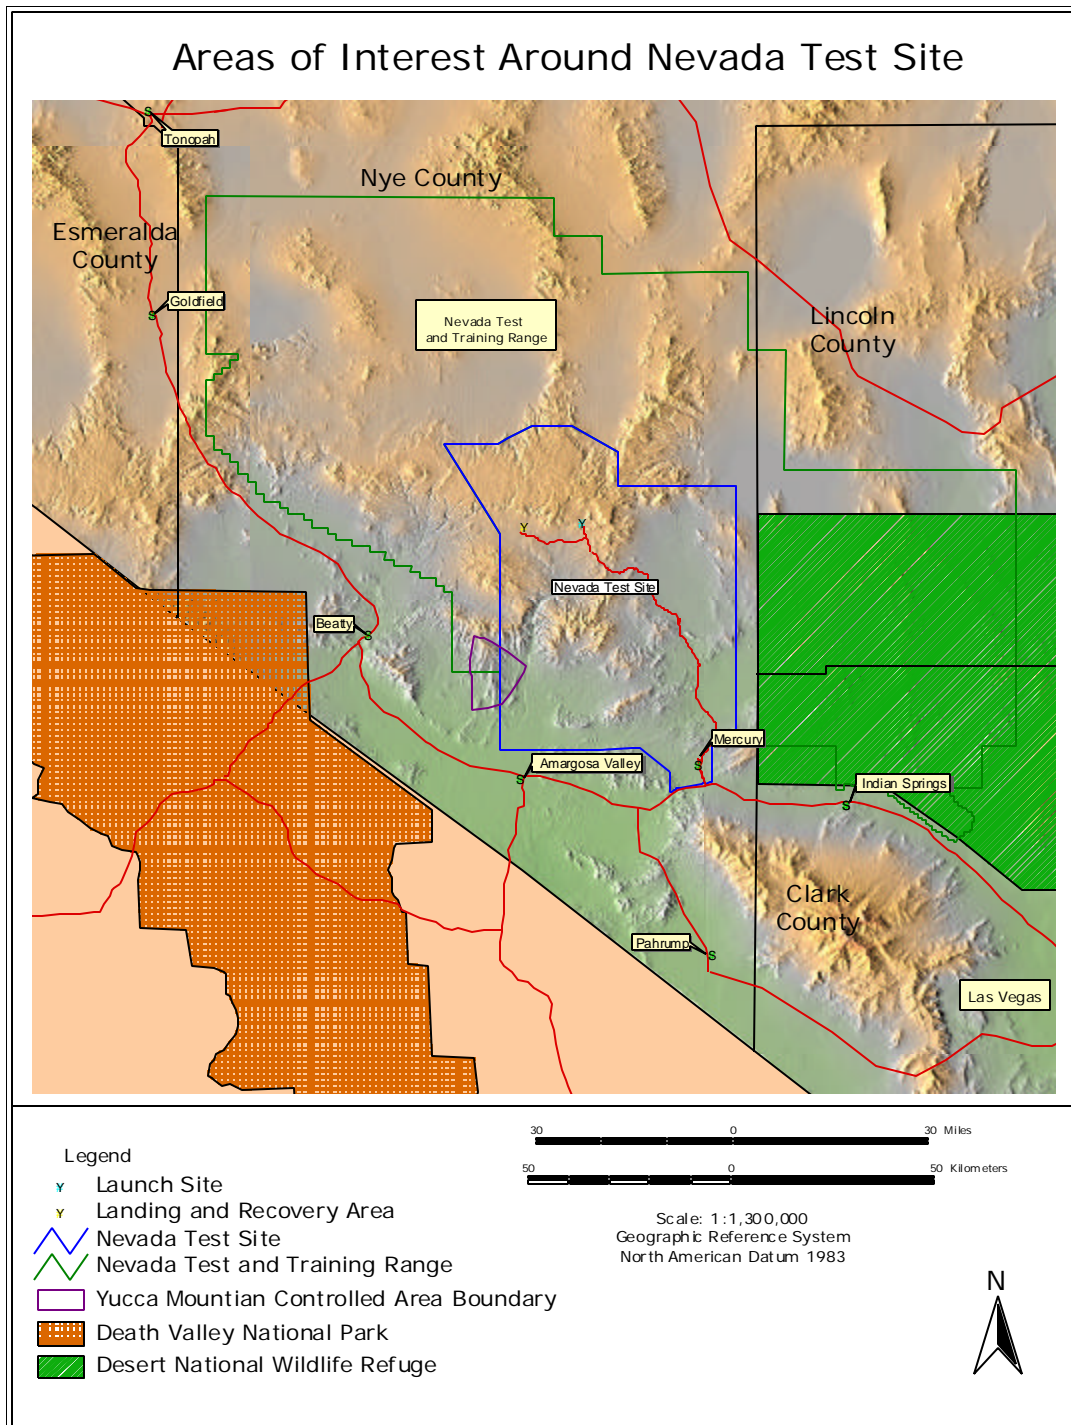 Areas of Interest Around Nevada Test Site
S
Tonopah
Nye County
Esmeralda
County
Goldfield
S
Nevada Test
and Training Range
Lincoln
County
Y
Y
Nevada Test Site
Beatty
S
Mercury
S
Amargosa Valley
S
Indian Springs
S
Clark
County
Pahrump
S
Las Vegas
30 0 30 Miles
50 0 50 Kilometers
Scale: 1:1,300,000
Geographic Reference System
North American Datum 1983
N
Legend
Y Launch Site
Y Landing and Recovery Area
Nevada Test Site
Nevada Test and Training Range
Yucca Mountian Controlled Area Boundary
Death Valley National Park
Desert National Wildlife Refuge